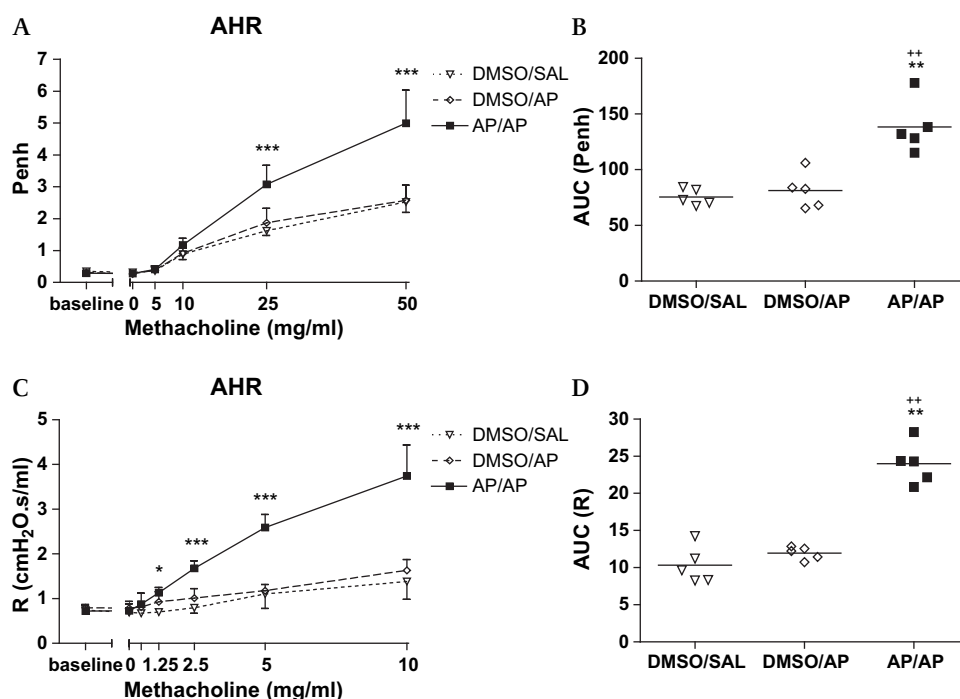 A
AHR
7
6
5
4
3
2
1
0
Penh
***
***
baseline 0 5 10 25 50
Methacholine (mg/ml)
DMSO/SAL
DMSO/AP
AP/AP
B
200
150
100
50
0
AUC (Penh)
++
**
DMSO/SAL DMSO/AP AP/AP
C
AHR
5
4
3
2
1
0
R (cmH₂O.s/ml)
*
***
***
***
baseline 0 1.25 2.5 5 10
Methacholine (mg/ml)
DMSO/SAL
DMSO/AP
AP/AP
D
30
25
20
15
10
5
0
AUC (R)
++
**
DMSO/SAL DMSO/AP AP/AP